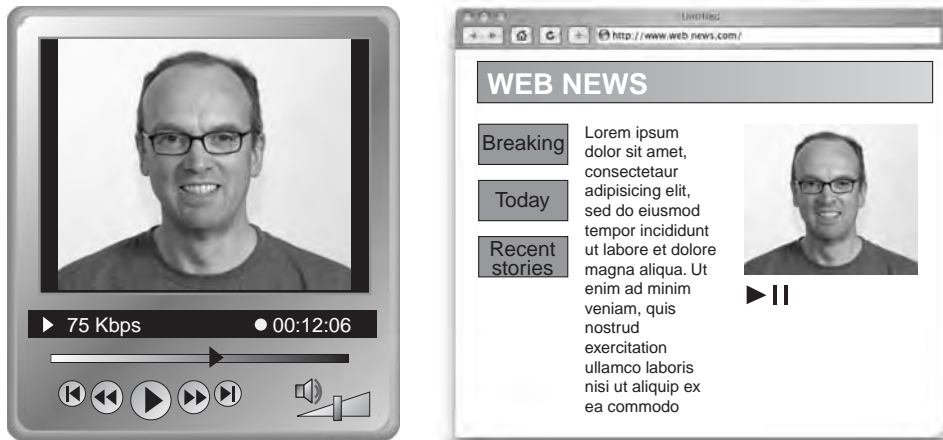 75 Kbps
00:12:06
Untitled
http://www.web news.com/
WEB NEWS
Breaking
Today
Recent
stories
Lorem ipsum
dolor sit amet,
consectetaur
adipisicing elit,
sed do eiusmod
tempor incididunt
ut labore et dolore
magna aliqua. Ut
enim ad minim
veniam, quis
nostrud
exercitation
ullamco laboris
nisi ut aliquip ex
ea commodo